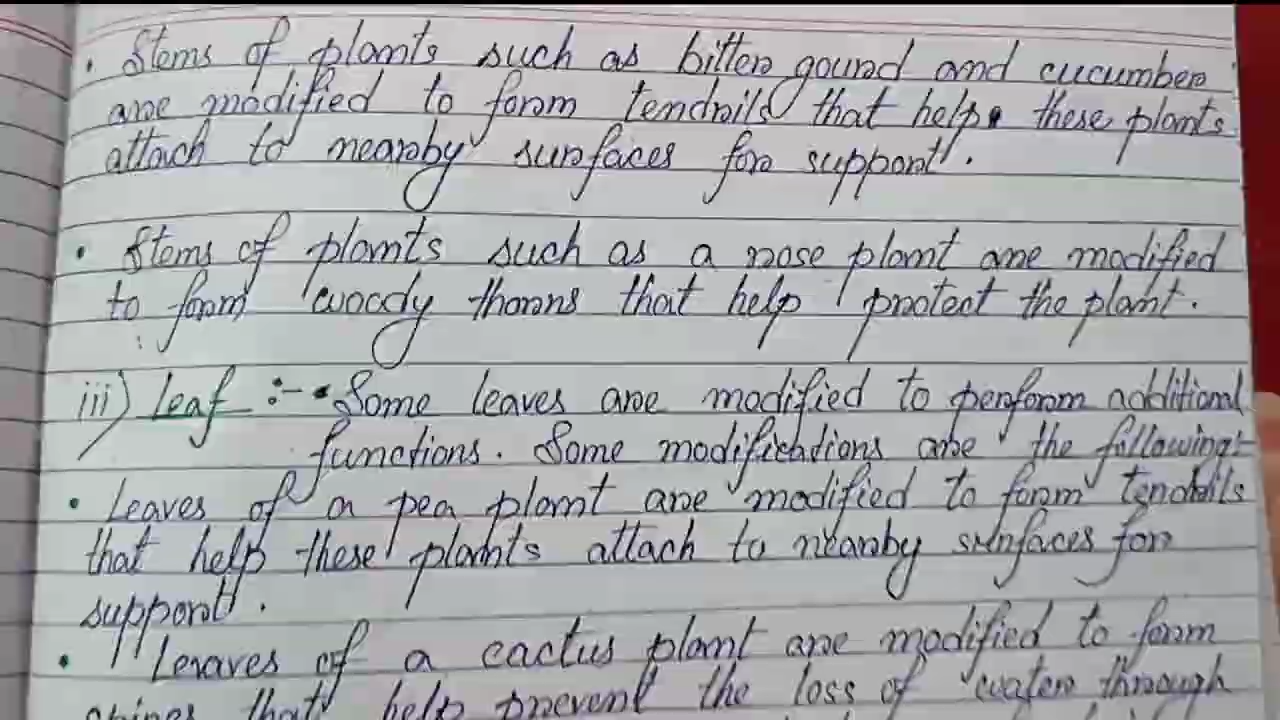 • Stems of plants such as bitter gourd and cucumber
are modified to form tendrils that help these plants
attach to nearby surfaces for support.
• Stems of plants such as a rose plant are modified
to form woody thorns that help protect the plant.
iii) Leaf :- • Some leaves are modified to perform additional
functions. Some modifications are the following:-
• Leaves of a pea plant are modified to form tendrils
that help these plants attach to nearby surfaces for
support.
• Leaves of a cactus plant are modified to form
spines that help prevent the loss of water through